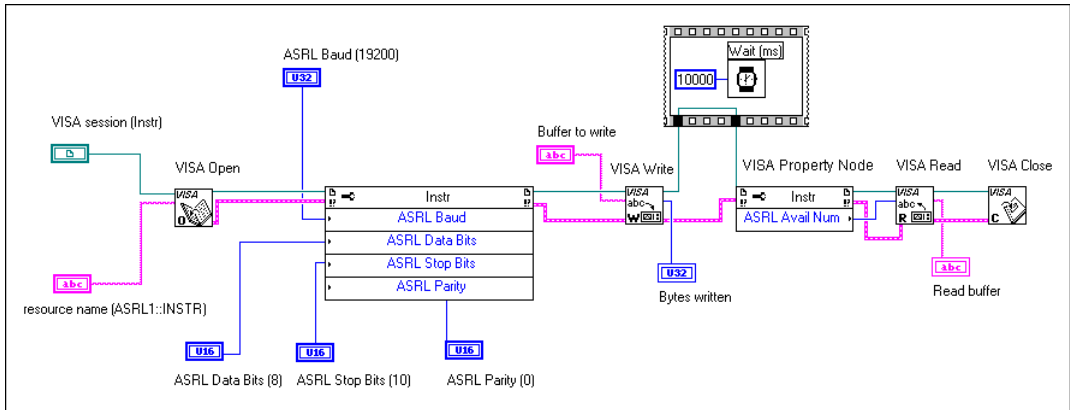 Wait (ms)
10000
ASRL Baud (19200)
U32
VISA session (Instr)
Buffer to write
abc
VISA Open
VISA Write
VISA Property Node
VISA Read
VISA Close
VISA
O
Instr
ASRL Baud
ASRL Data Bits
ASRL Stop Bits
ASRL Parity
VISA
abc
W
Instr
ASRL Avail Num
VISA
abc
R
VISA
C
abc
resource name (ASRL1::INSTR)
U32
Bytes written
abc
Read buffer
U16
U16
U16
ASRL Data Bits (8)
ASRL Stop Bits (10)
ASRL Parity (0)